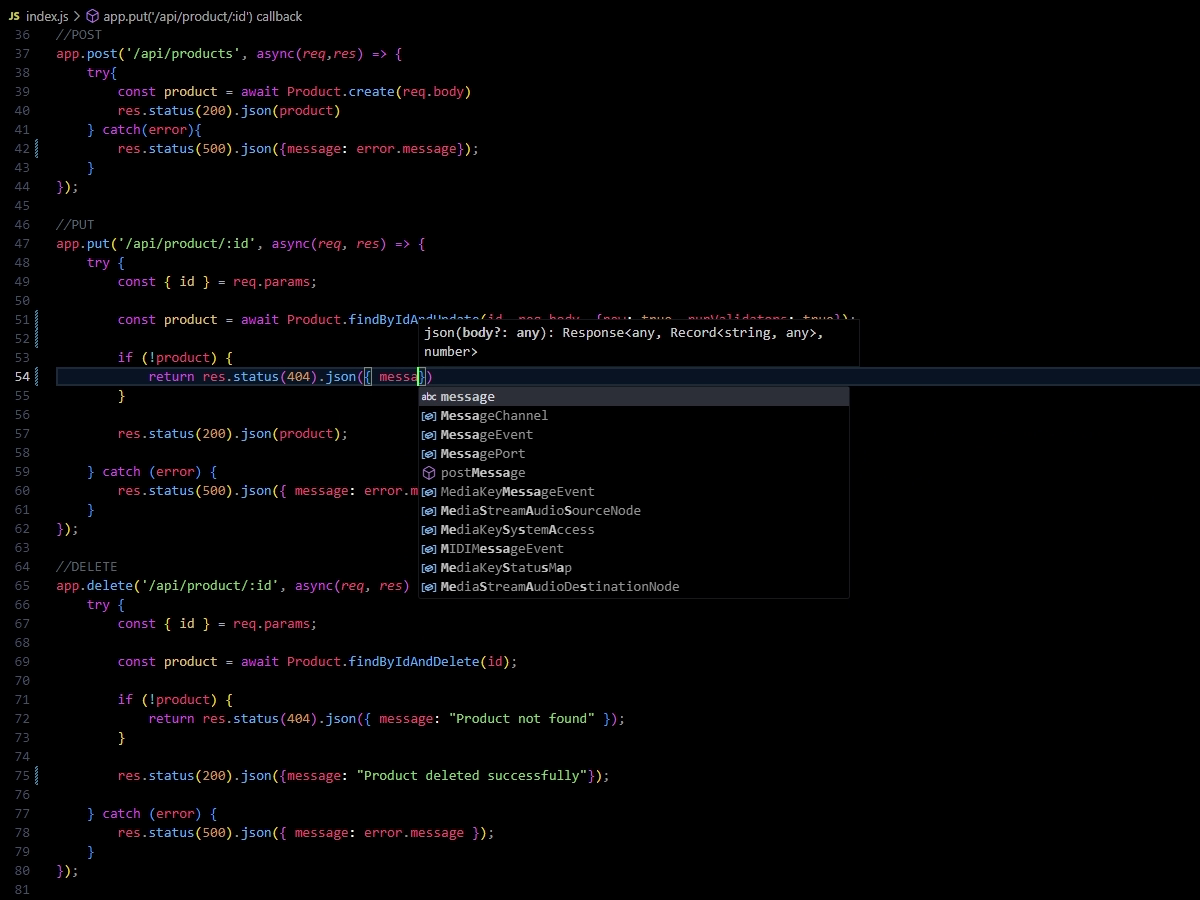 JS index.js > app.put('/api/product/:id') callback
36 //POST
37 app.post('/api/products', async(req,res) => {
38 try{
39 const product = await Product.create(req.body)
40 res.status(200).json(product)
41 } catch(error){
42 res.status(500).json({message: error.message});
43 }
44 });
45
46 //PUT
47 app.put('/api/product/:id', async(req, res) => {
48 try {
49 const { id } = req.params;
50
51 const product = await Product.findByIdAndUpdate(id, req.body, {new: true, runValidators: true});
json(body?: any): Response<any, Record<string, any>,
number>
52
53 if (!product) {
54 return res.status(404).json({ messa})
message
MessageChannel
MessageEvent
MessagePort
postMessage
MediaKeyMessageEvent
MediaStreamAudioSourceNode
MediaKeySystemAccess
MIDIMessageEvent
MediaKeyStatusMap
MediaStreamAudioDestinationNode
55 }
56
57 res.status(200).json(product);
58
59 } catch (error) {
60 res.status(500).json({ message: error.m
61 }
62 });
63
64 //DELETE
65 app.delete('/api/product/:id', async(req, res)
66 try {
67 const { id } = req.params;
68
69 const product = await Product.findByIdAndDelete(id);
70
71 if (!product) {
72 return res.status(404).json({ message: "Product not found" });
73 }
74
75 res.status(200).json({message: "Product deleted successfully"});
76
77 } catch (error) {
78 res.status(500).json({ message: error.message });
79 }
80 });
81